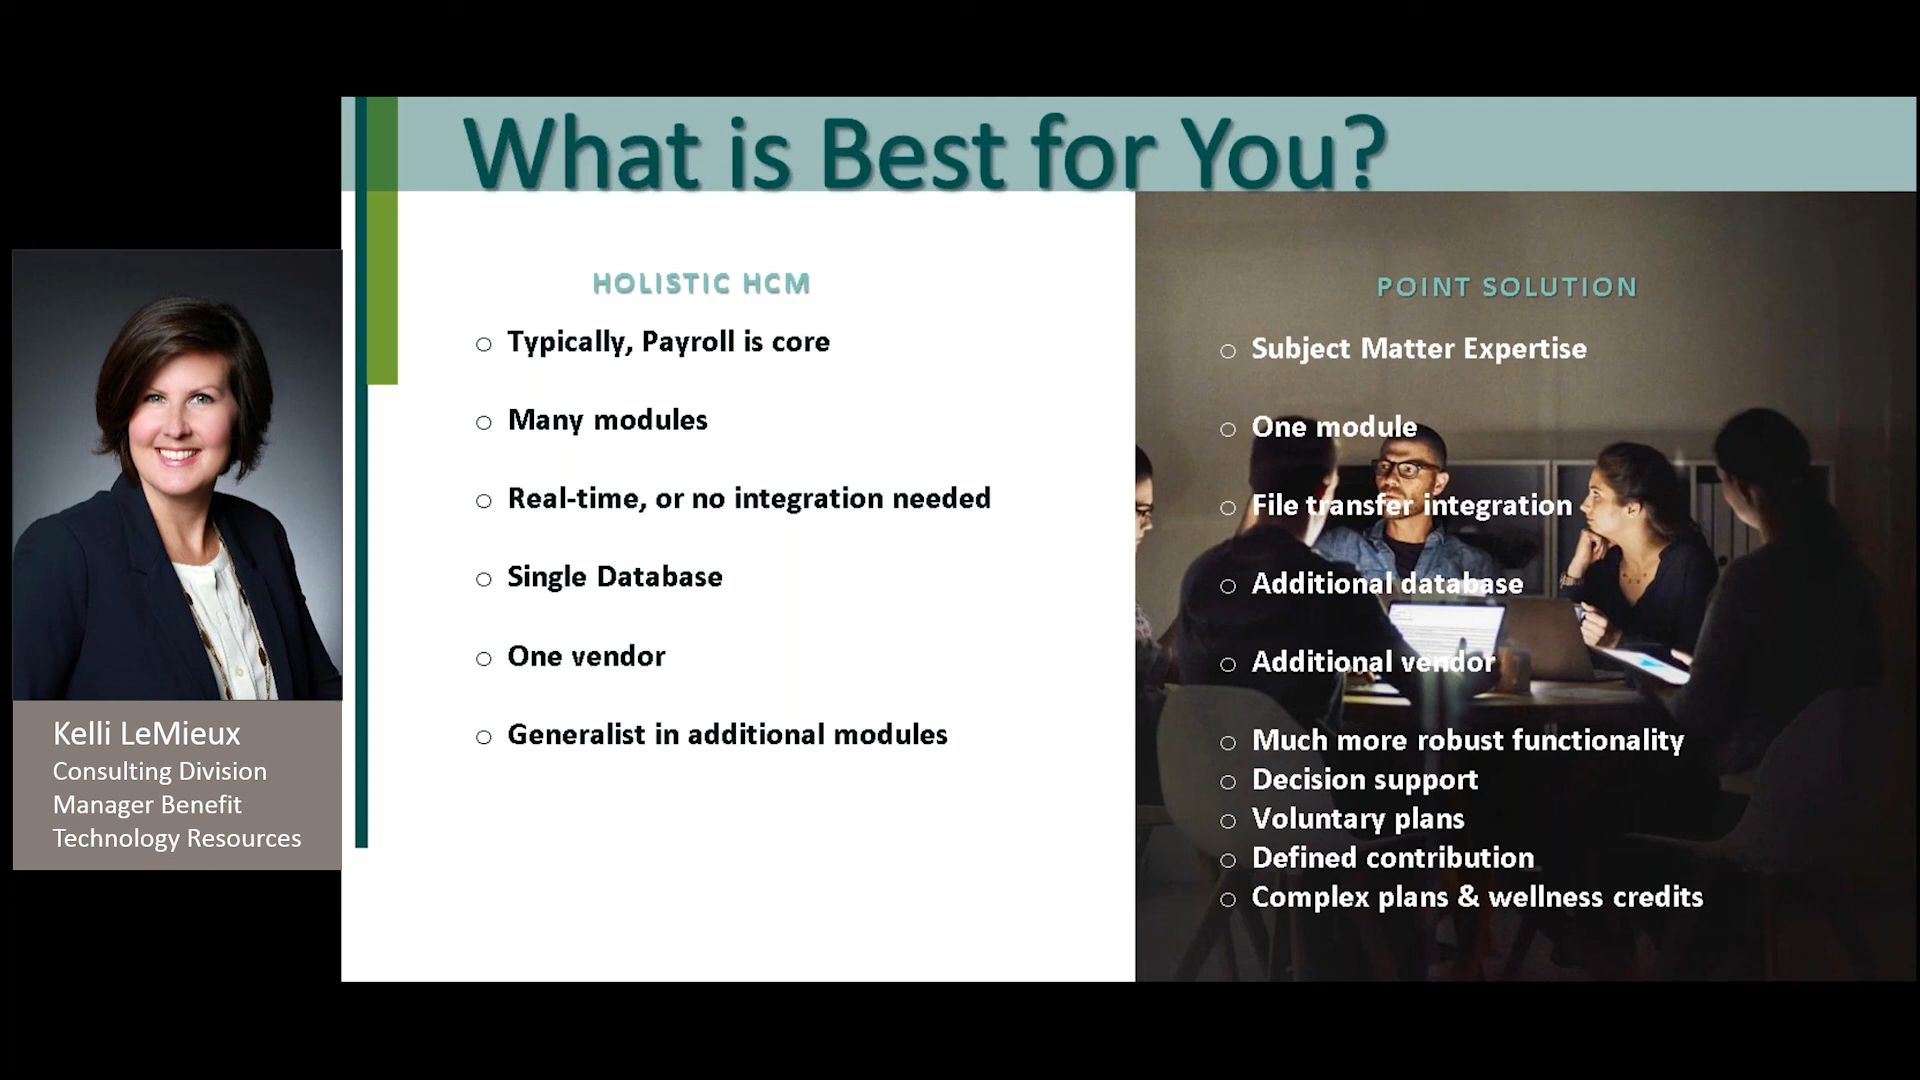 What is Best for You?
HOLISTIC HCM
Typically, Payroll is core
Many modules
Real-time, or no integration needed
Single Database
One vendor
Generalist in additional modules
POINT SOLUTION
Subject Matter Expertise
One module
File transfer integration
Additional database
Additional vendor
Much more robust functionality
Decision support
Voluntary plans
Defined contribution
Complex plans & wellness credits
Kelli LeMieux
Consulting Division
Manager Benefit
Technology Resources